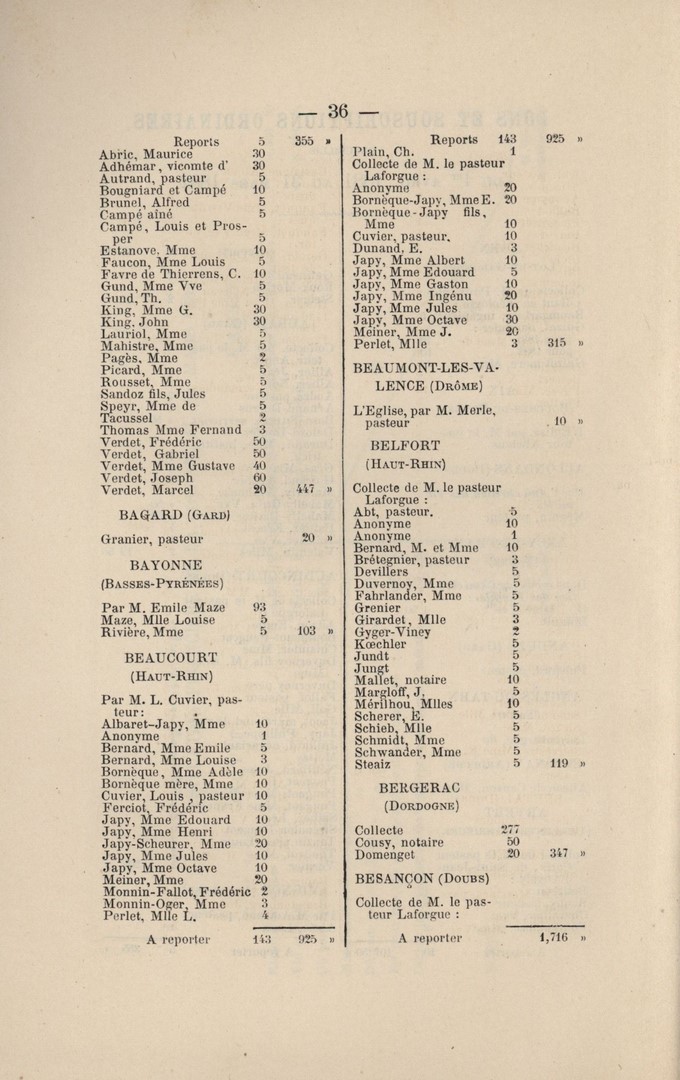 — 36 —
Reports 5 355 »
Abric, Maurice 30
Adhémar, vicomte d' 30
Autrand, pasteur 5
Bougniard et Campé 10
Brunel, Alfred 5
Campé aîné 5
Campé, Louis et Pros-
per 5
Estanove, Mme 10
Faucon, Mme Louis 5
Favre de Thierrens, C. 10
Gund, Mme Vve 5
Gund, Th. 5
King, Mme G. 30
King, John 30
Lauriol, Mme 5
Mahistre, Mme 5
Pagès, Mme 2
Picard, Mme 5
Rousset, Mme 5
Sandoz fils, Jules 5
Speyr, Mme de 5
Tacussel 2
Thomas Mme Fernand 3
Verdet, Frédéric 50
Verdet, Gabriel 50
Verdet, Mme Gustave 40
Verdet, Joseph 60
Verdet, Marcel 20 447 »
BAGARD (GARD)
Granier, pasteur 20 »
BAYONNE
(BASSES-PYRÉNÉES)
Par M. Emile Maze 93
Maze, Mlle Louise 5
Rivière, Mme 5 103 »
BEAUCOURT
(HAUT-RHIN)
Par M. L. Cuvier, pas-
teur :
Albaret-Japy, Mme 10
Anonyme 1
Bernard, Mme Emile 5
Bernard, Mme Louise 3
Bornèque, Mme Adèle 10
Bornèque mère, Mme 10
Cuvier, Louis, pasteur 10
Ferciot, Frédéric 5
Japy, Mme Edouard 10
Japy, Mme Henri 10
Japy-Scheurer, Mme 20
Japy, Mme Jules 10
Japy, Mme Octave 10
Meiner, Mme 20
Monnin-Fallot, Frédéric 2
Monnin-Oger, Mme 3
Perlet, Mlle L. 4
A reporter 143 925 »
Reports 143 925 »
Plain, Ch. 1
Collecte de M. le pasteur
Laforgue :
Anonyme 20
Bornèque-Japy, Mme E. 20
Bornèque-Japy fils,
Mme 10
Cuvier, pasteur. 10
Dunand, E. 3
Japy, Mme Albert 10
Japy, Mme Edouard 5
Japy, Mme Gaston 10
Japy, Mme Ingénu 20
Japy, Mme Jules 10
Japy, Mme Octave 30
Meiner, Mme J. 20
Perlet, Mlle 3 315 »
BEAUMONT-LES-VA-
LENCE (DRÔME)
L'Eglise, par M. Merle,
pasteur 10 »
BELFORT
(HAUT-RHIN)
Collecte de M. le pasteur
Laforgue :
Abt, pasteur. 5
Anonyme 10
Anonyme 1
Bernard, M. et Mme 10
Brétegnier, pasteur 3
Devillers 5
Duvernoy, Mme 5
Fahrlander, Mme 5
Grenier 5
Girardet, Mlle 3
Gyger-Viney 2
Kœchler 5
Jundt 5
Jungt 5
Mallet, notaire 10
Margloff, J. 5
Mérilhou, Mlles 10
Scherer, E. 5
Schieb, Mlle 5
Schmidt, Mme 5
Schwander, Mme 5
Steaiz 5 119 »
BERGERAC
(DORDOGNE)
Collecte 277
Cousy, notaire 50
Domenget 20 347 »
BESANÇON (DOUBS)
Collecte de M. le pas-
teur Laforgue :
A reporter 1,716 »